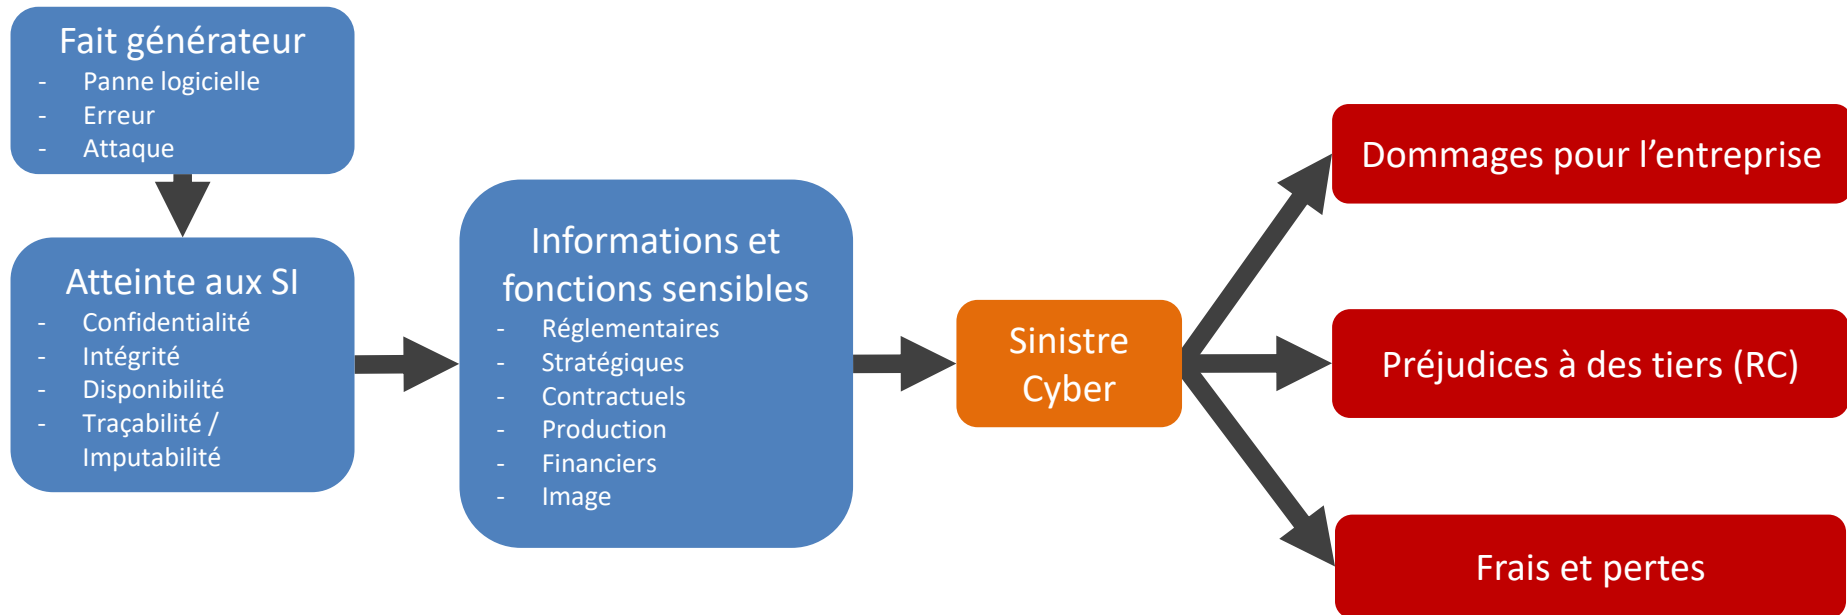 Fait générateur
- Panne logicielle
- Erreur
- Attaque
Atteinte aux SI
- Confidentialité
- Intégrité
- Disponibilité
- Traçabilité /
Imputabilité
Informations et
fonctions sensibles
- Réglementaires
- Stratégiques
- Contractuels
- Production
- Financiers
- Image
Sinistre
Cyber
Dommages pour l’entreprise
Préjudices à des tiers (RC)
Frais et pertes